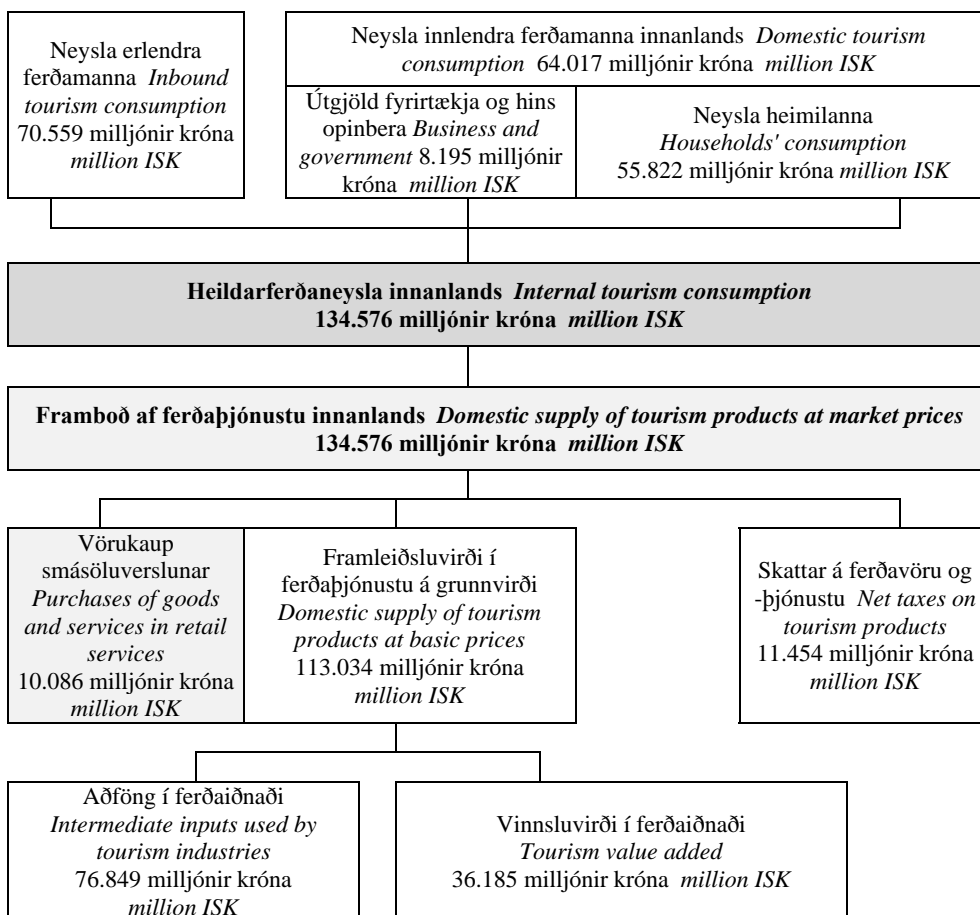 Neysla erlendra
ferðamanna Inbound
tourism consumption
70.559 milljónir króna
million ISK
Neysla innlendra ferðamanna innanlands Domestic tourism
consumption 64.017 milljónir króna million ISK
Útgjöld fyrirtækja og hins
opinbera Business and
government 8.195 milljónir
króna million ISK
Neysla heimilanna
Households' consumption
55.822 milljónir króna million ISK
Heildarferðaneysla innanlands Internal tourism consumption
134.576 milljónir króna million ISK
Framboð af ferðaþjónustu innanlands Domestic supply of tourism products at market prices
134.576 milljónir króna million ISK
Vörukaup
smásöluverslunar
Purchases of goods
and services in retail
services
10.086 milljónir króna
million ISK
Framleiðsluvirði í
ferðaþjónustu á grunnvirði
Domestic supply of tourism
products at basic prices
113.034 milljónir króna
million ISK
Skattar á ferðavöru og
-þjónustu Net taxes on
tourism products
11.454 milljónir króna
million ISK
Aðföng í ferðaiðnaði
Intermediate inputs used by
tourism industries
76.849 milljónir króna
million ISK
Vinnsluvirði í ferðaiðnaði
Tourism value added
36.185 milljónir króna million ISK